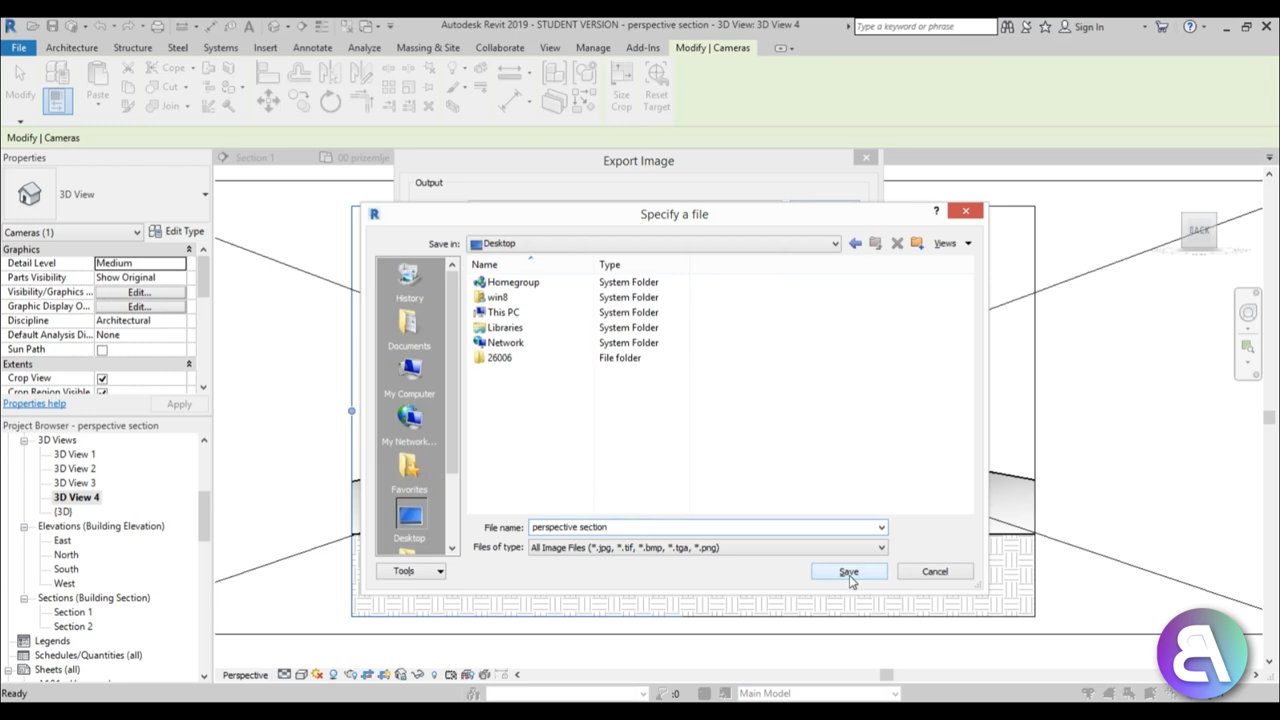 Autodesk Revit 2019 - STUDENT VERSION - perspective section - 3D View: 3D View 4
Type a keyword or phrase
Sign In
File Architecture Structure Steel Systems Insert Annotate Analyze Massing & Site Collaborate View Manage Add-Ins Modify | Cameras
Modify
Paste
Cope
Cut
Join
Size
Crop
Reset
Target
Modify | Cameras
Properties
3D View
Cameras (1)
Edit Type
Graphics
Detail Level Medium
Parts Visibility Show Original
Visibility/Graphics ... Edit...
Graphic Display O... Edit...
Discipline Architectural
Default Analysis Di... None
Sun Path
Extents
Crop View
Crop Region Visible
Properties help
Apply
Project Browser - perspective section
3D Views
3D View 1
3D View 2
3D View 3
3D View 4
{3D}
Elevations (Building Elevation)
East
North
South
West
Sections (Building Section)
Section 1
Section 2
Legends
Schedules/Quantities (all)
Sheets (all)
Ready
Section 1
00 prizemlje
Export Image
Output
Specify a file
?
Save in: Desktop
Views
Name Type
Homegroup System Folder
win8 System Folder
This PC System Folder
Libraries System Folder
Network System Folder
26006 File folder
History
Documents
My Computer
My Network...
Favorites
Desktop
File name: perspective section
Files of type: All Image Files (*.jpg, *.tif, *.bmp, *.tga, *.png)
Tools
Save
Cancel
BACK
Perspective
:0
Main Model